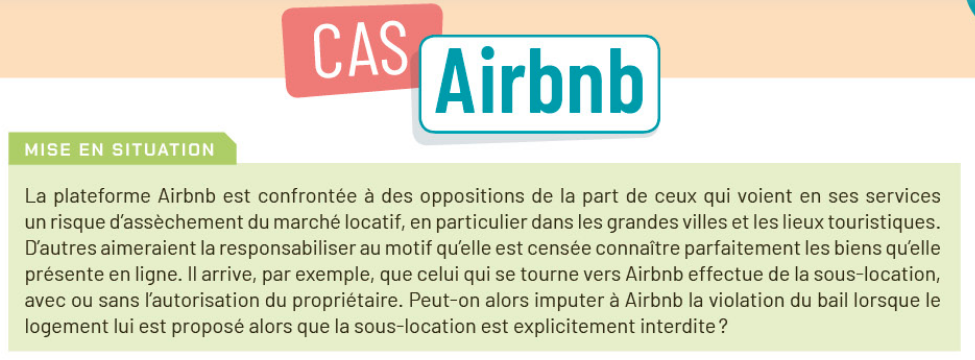 CAS
Airbnb
MISE EN SITUATION
La plateforme Airbnb est confrontée à des oppositions de la part de ceux qui voient en ses services
un risque d'assèchement du marché locatif, en particulier dans les grandes villes et les lieux touristiques.
D'autres aimeraient la responsabiliser au motif qu'elle est censée connaître parfaitement les biens qu'elle
présente en ligne. Il arrive, par exemple, que celui qui se tourne vers Airbnb effectue de la sous-location,
avec ou sans l'autorisation du propriétaire. Peut-on alors imputer à Airbnb la violation du bail lorsque le
logement lui est proposé alors que la sous-location est explicitement interdite ?